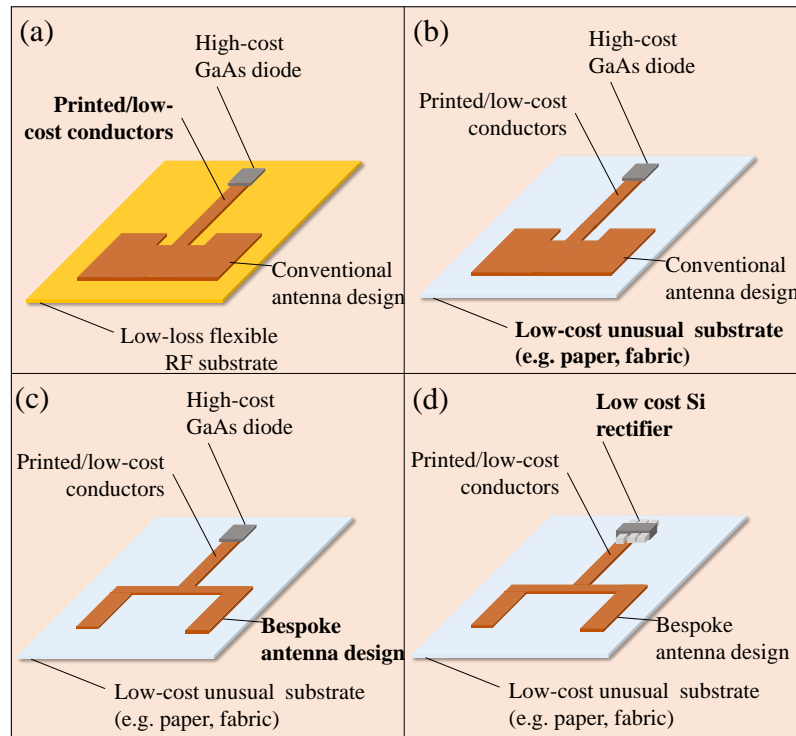 (a)
High-cost
GaAs diode
Printed/low-
cost conductors
Conventional
antenna design
Low-loss flexible
RF substrate
(b)
High-cost
GaAs diode
Printed/low-cost
conductors
Conventional
antenna design
Low-cost unusual substrate
(e.g. paper, fabric)
(c)
High-cost
GaAs diode
Printed/low-cost
conductors
Bespoke
antenna design
Low-cost unusual substrate
(e.g. paper, fabric)
(d)
Low cost Si
rectifier
Printed/low-cost
conductors
Bespoke
antenna design
Low-cost unusual substrate
(e.g. paper, fabric)